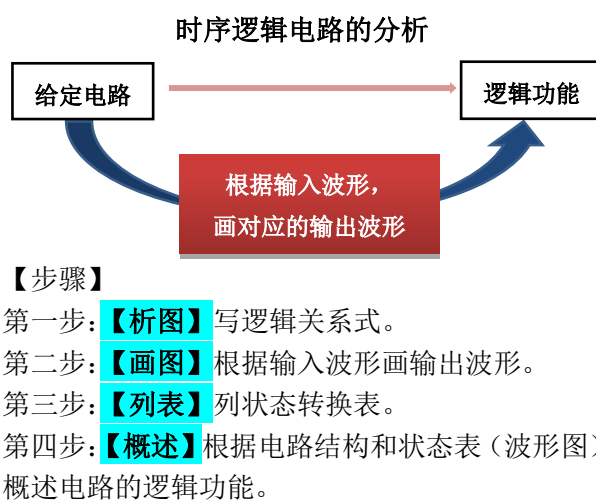 时序逻辑电路的分析
给定电路
逻辑功能
根据输入波形，
画对应的输出波形
【步骤】
第一步:【析图】写逻辑关系式。
第二步:【画图】根据输入波形画输出波形。
第三步:【列表】列状态转换表。
第四步:【概述】根据电路结构和状态表（波形图）
概述电路的逻辑功能。